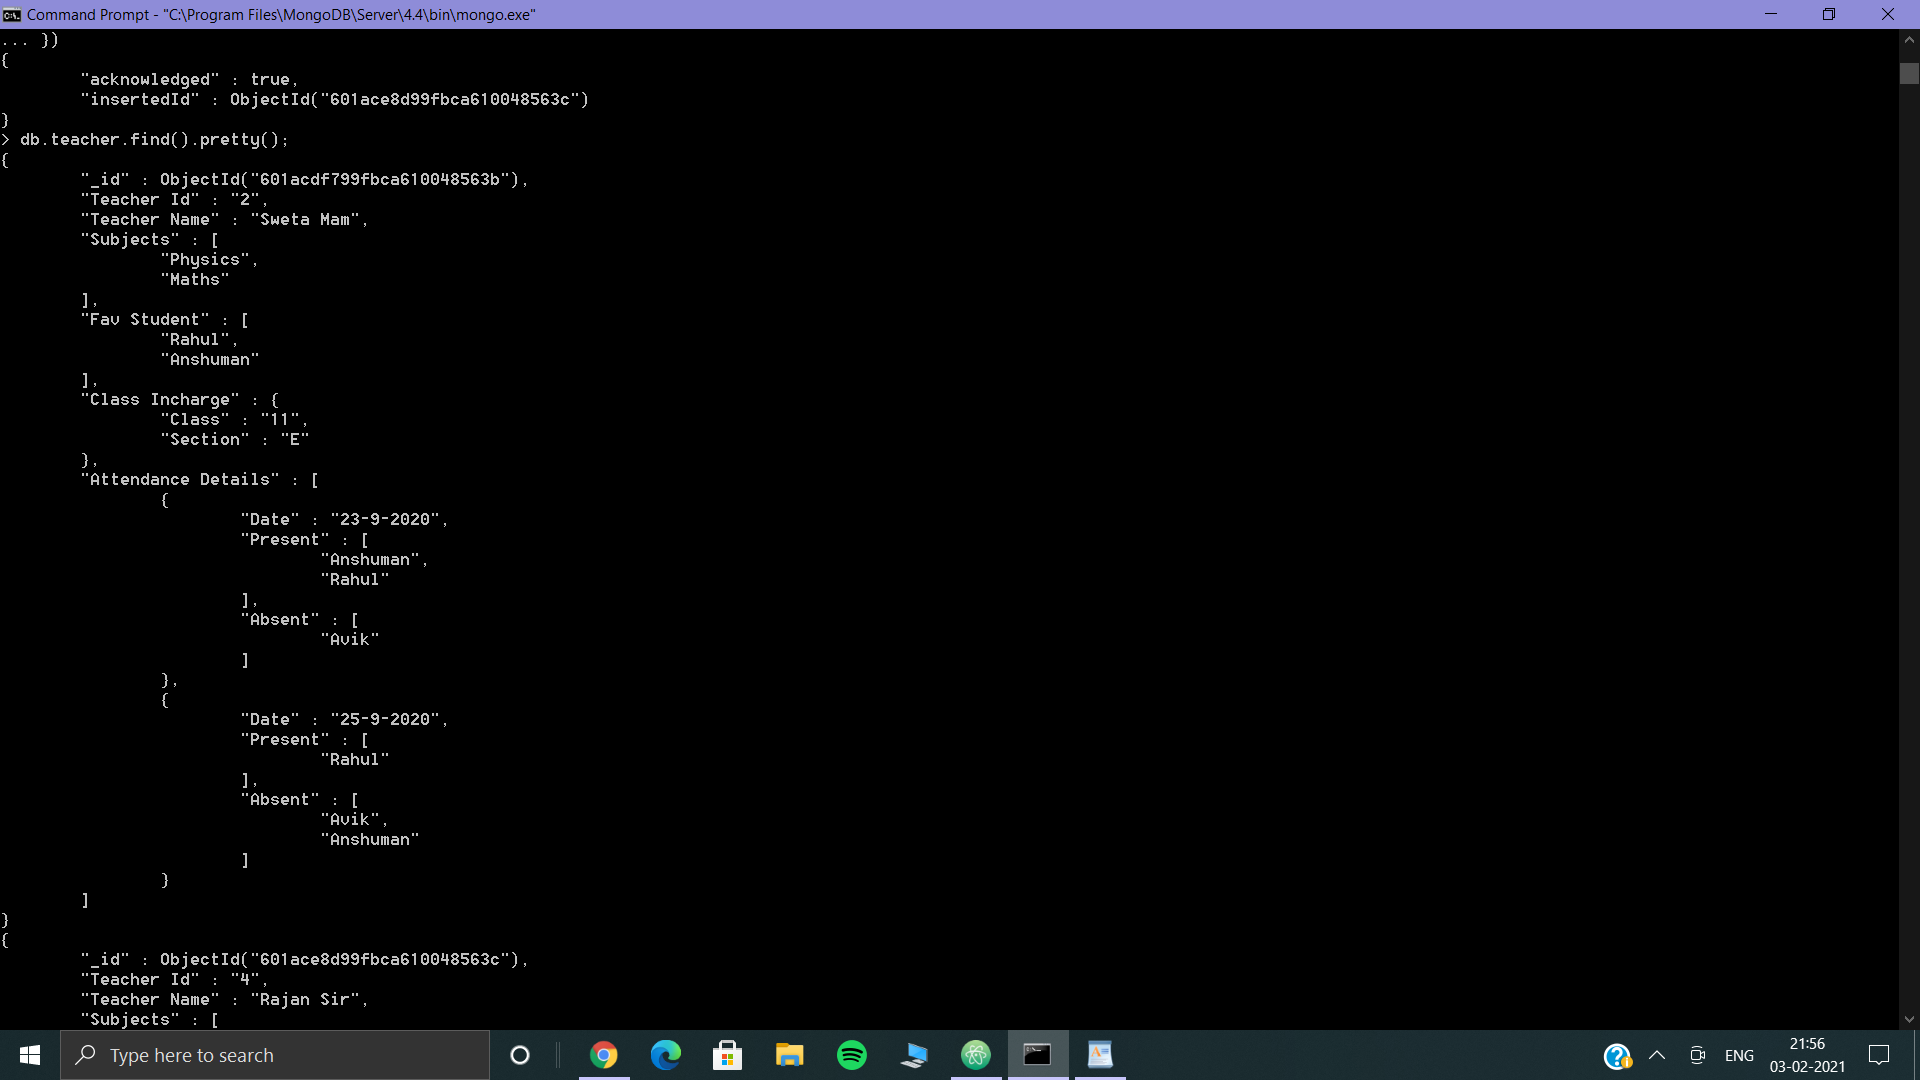 Command Prompt - "C:\Program Files\MongoDB\Server\4.4\bin\mongo.exe"
... })
{
"acknowledged" : true,
"insertedId" : ObjectId("601ace8d99fbca610048563c")
}
> db.teacher.find().pretty();
{
"_id" : ObjectId("601acdf799fbca610048563b"),
"Teacher Id" : "2",
"Teacher Name" : "Sweta Mam",
"Subjects" : [
"Physics",
"Maths"
],
"Fav Student" : [
"Rahul",
"Anshuman"
],
"Class Incharge" : {
"Class" : "11",
"Section" : "E"
},
"Attendance Details" : [
{
"Date" : "23-9-2020",
"Present" : [
"Anshuman",
"Rahul"
],
"Absent" : [
"Avik"
]
},
{
"Date" : "25-9-2020",
"Present" : [
"Rahul"
],
"Absent" : [
"Avik",
"Anshuman"
]
}
]
}
{
"_id" : ObjectId("601ace8d99fbca610048563c"),
"Teacher Id" : "4",
"Teacher Name" : "Rajan Sir",
"Subjects" : [
Type here to search
ENG
21:56
03-02-2021